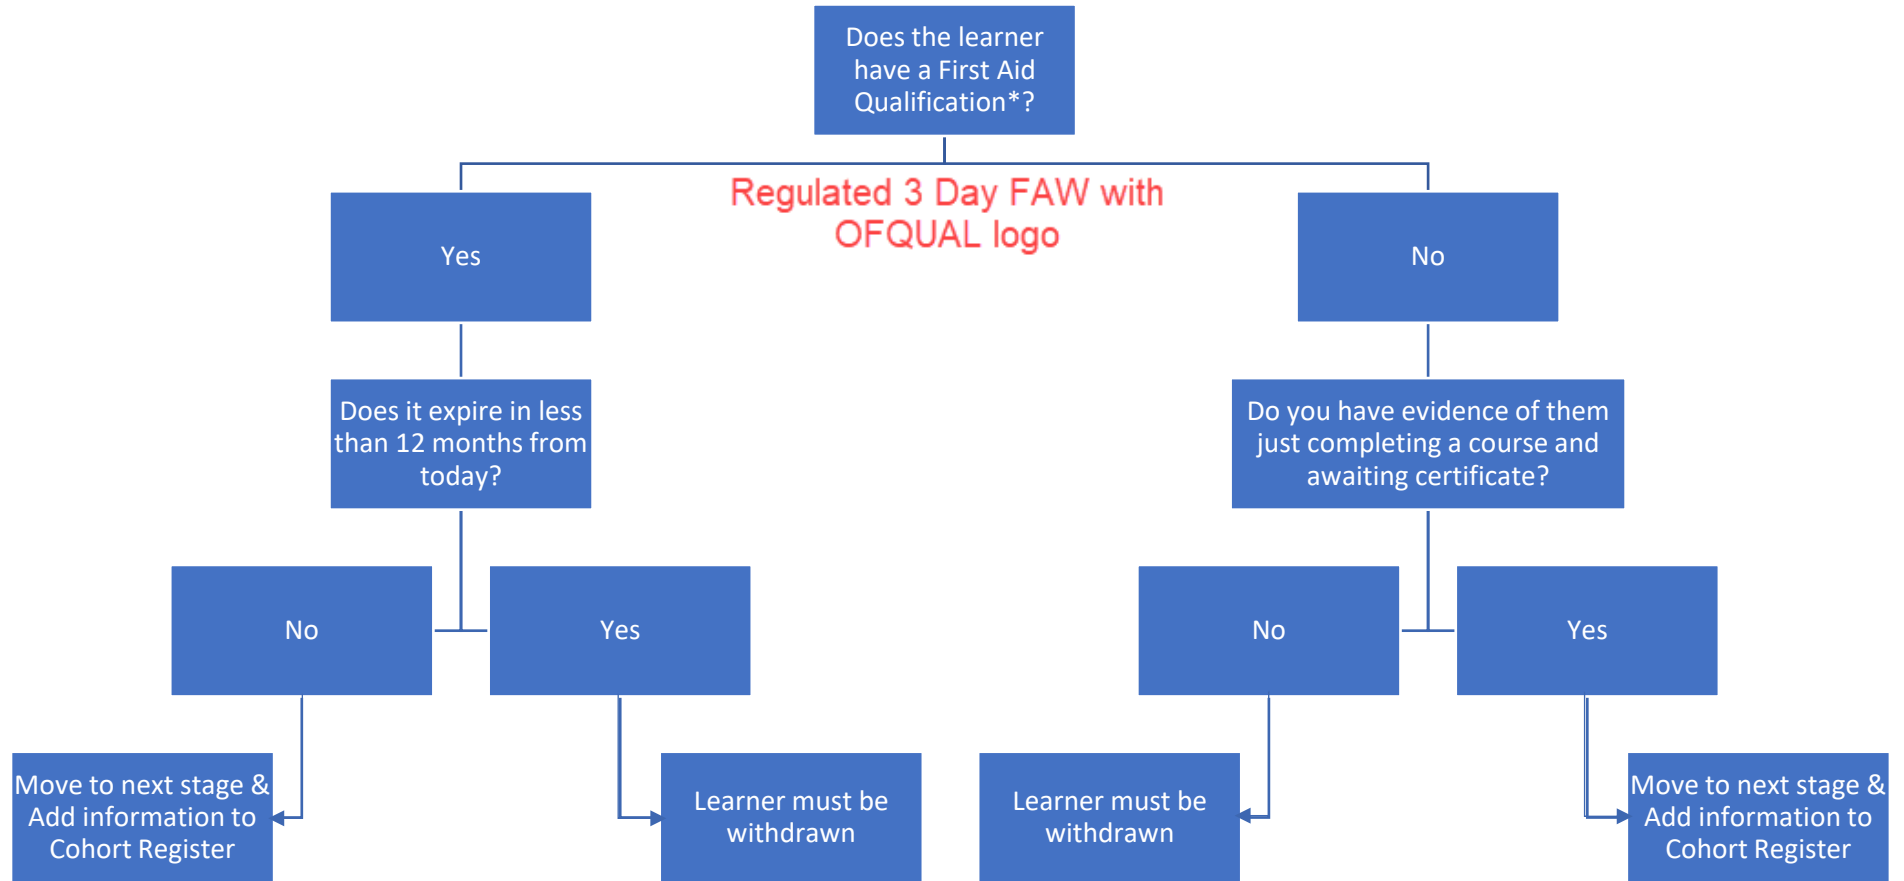 Does the learner
have a First Aid
Qualification*?
Regulated 3 Day FAW with
OFQUAL logo
Yes
No
Does it expire in less
than 12 months from
today?
Do you have evidence of them
just completing a course and
awaiting certificate?
No
Yes
No
Yes
Move to next stage &
Add information to
Cohort Register
Learner must be
withdrawn
Learner must be
withdrawn
Move to next stage &
Add information to
Cohort Register